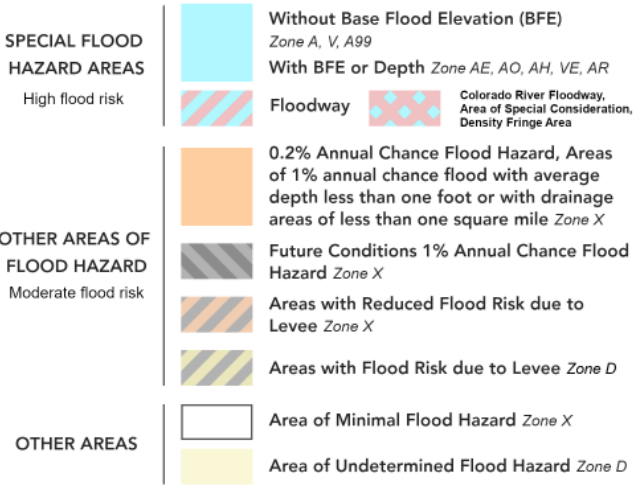 SPECIAL FLOOD
HAZARD AREAS
High flood risk
Without Base Flood Elevation (BFE)
Zone A, V, A99
With BFE or Depth Zone AE, AO, AH, VE, AR
Floodway
Colorado River Floodway,
Area of Special Consideration,
Density Fringe Area
OTHER AREAS OF
FLOOD HAZARD
Moderate flood risk
0.2% Annual Chance Flood Hazard, Areas
of 1% annual chance flood with average
depth less than one foot or with drainage
areas of less than one square mile Zone X
Future Conditions 1% Annual Chance Flood
Hazard Zone X
Areas with Reduced Flood Risk due to
Levee Zone X
Areas with Flood Risk due to Levee Zone D
OTHER AREAS
Area of Minimal Flood Hazard Zone X
Area of Undetermined Flood Hazard Zone D